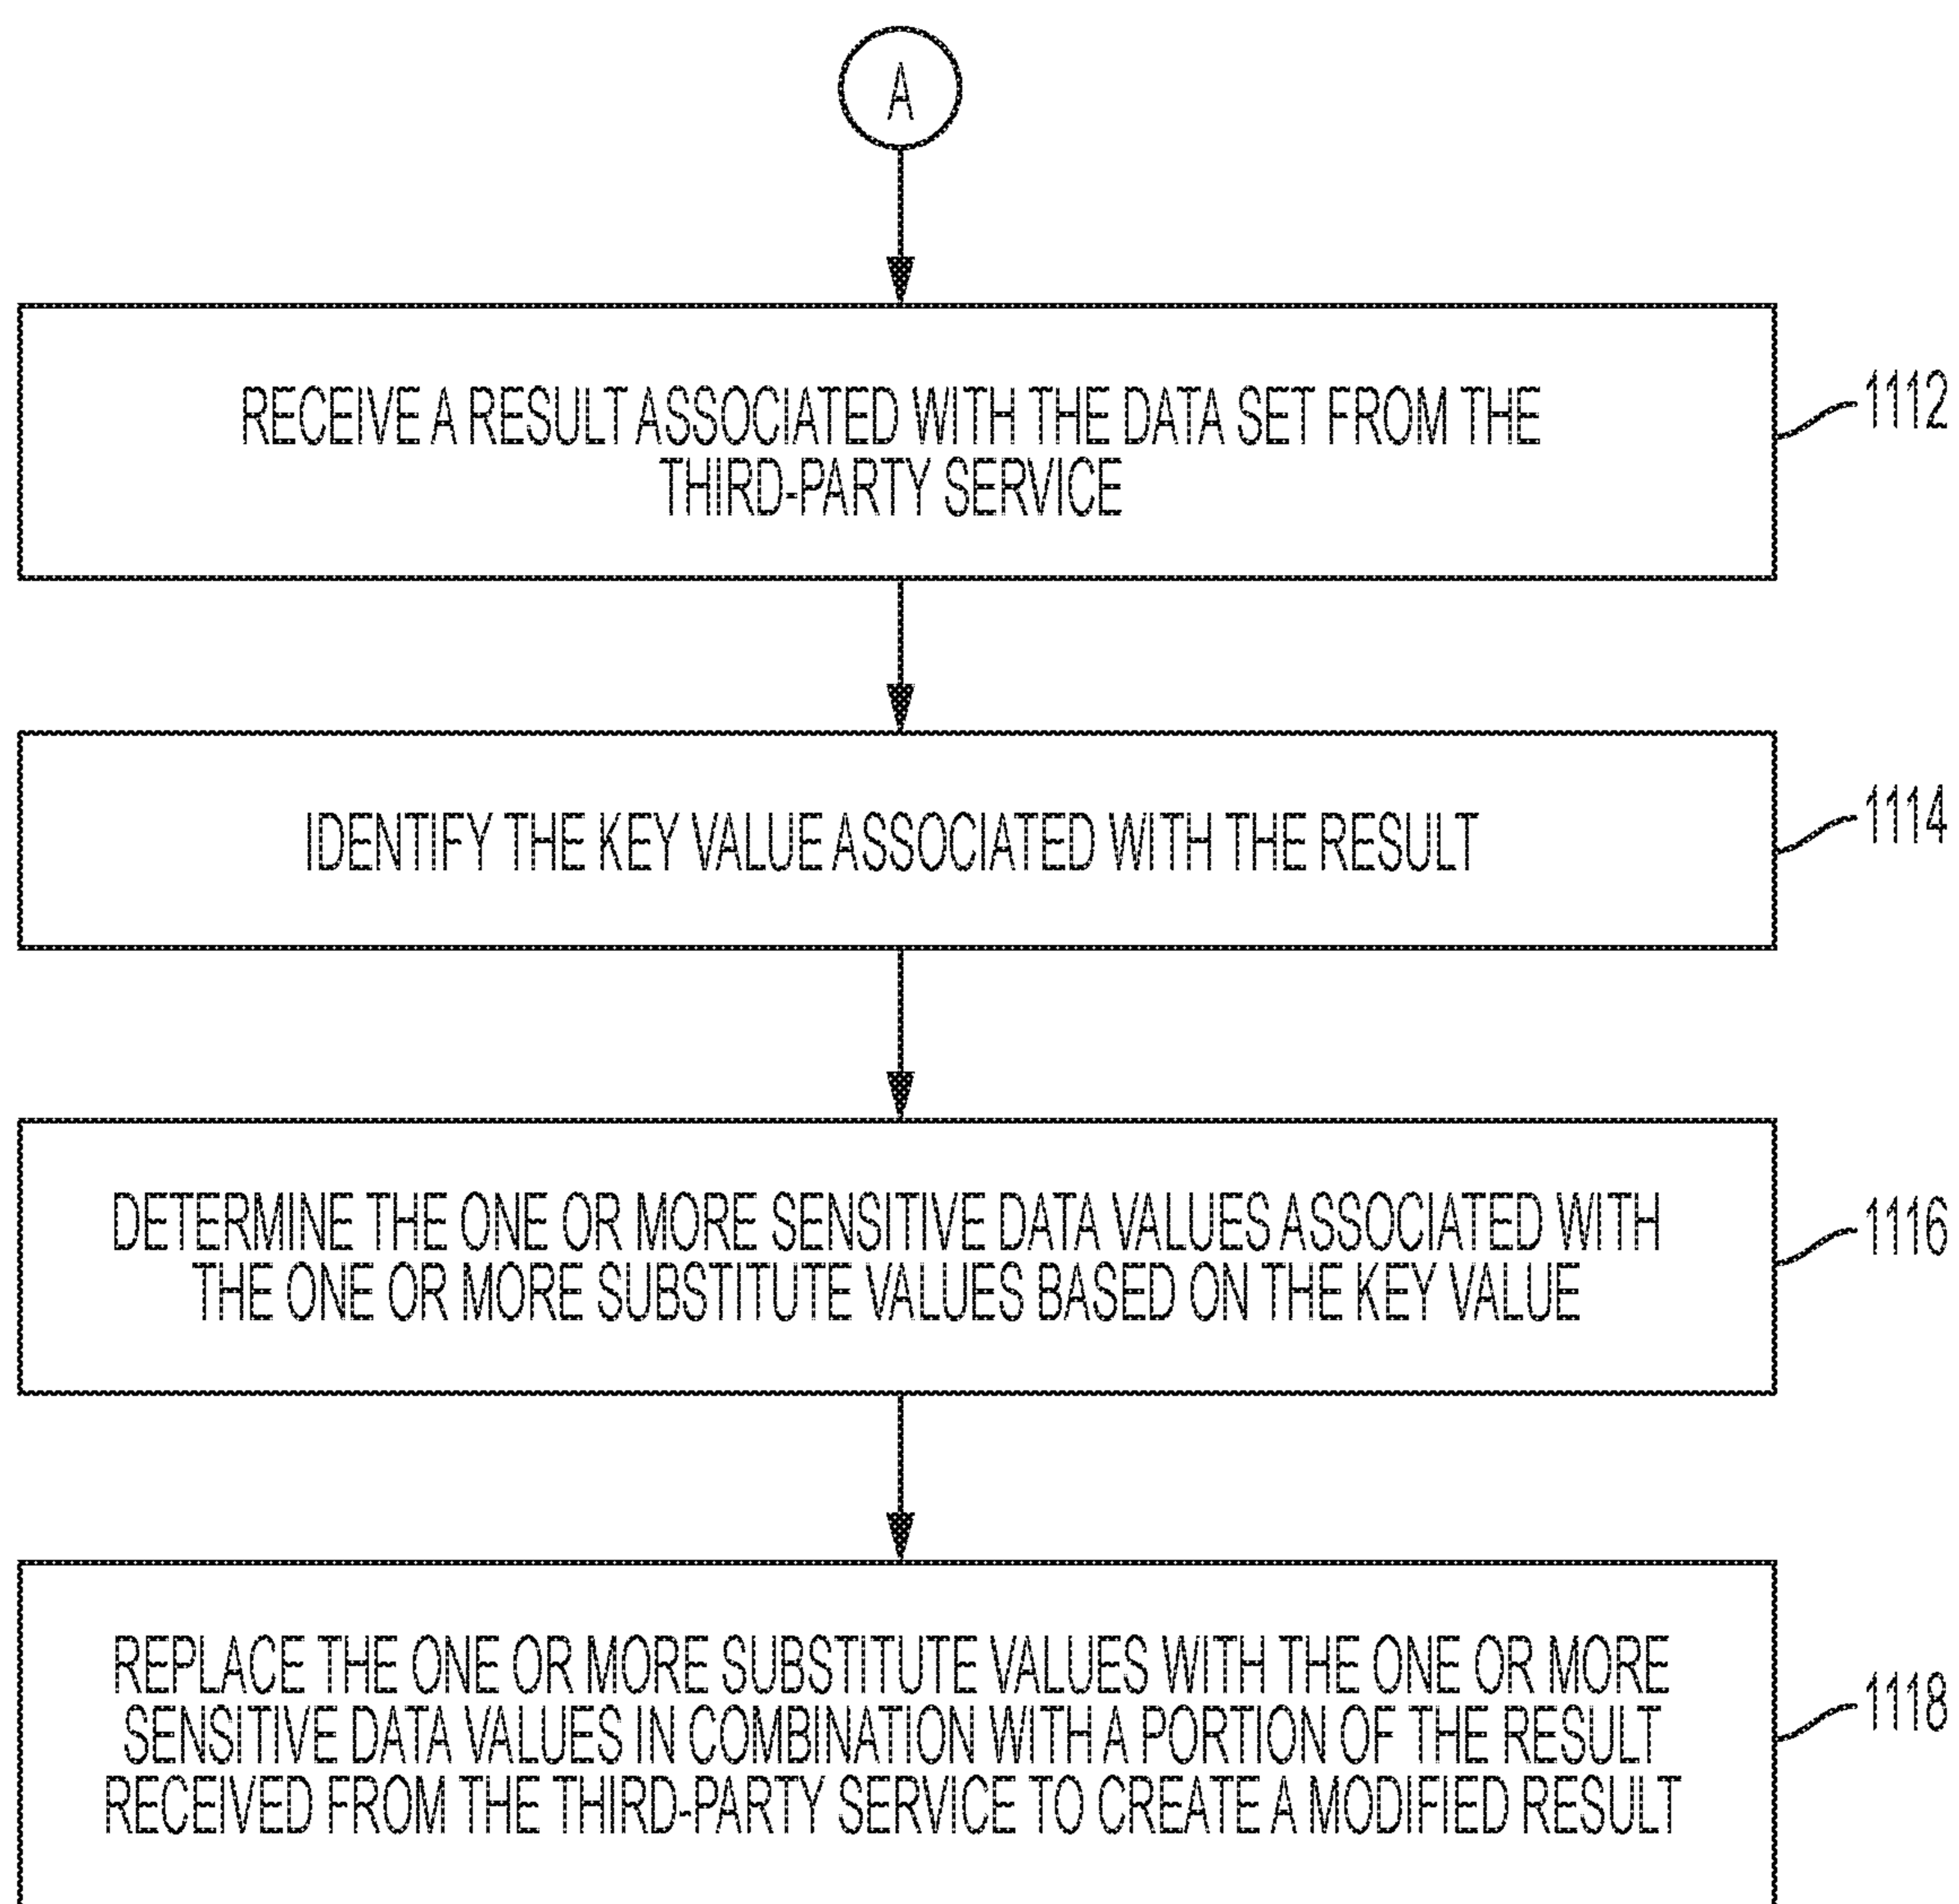 A
RECEIVE A RESULT ASSOCIATED WITH THE DATA SET FROM THE
THIRD-PARTY SERVICE
1112
IDENTIFY THE KEY VALUE ASSOCIATED WITH THE RESULT
1114
DETERMINE THE ONE OR MORE SENSITIVE DATA VALUES ASSOCIATED WITH
THE ONE OR MORE SUBSTITUTE VALUES BASED ON THE KEY VALUE
1116
REPLACE THE ONE OR MORE SUBSTITUTE VALUES WITH THE ONE OR MORE
SENSITIVE DATA VALUES IN COMBINATION WITH A PORTION OF THE RESULT
RECEIVED FROM THE THIRD-PARTY SERVICE TO CREATE A MODIFIED RESULT
1118